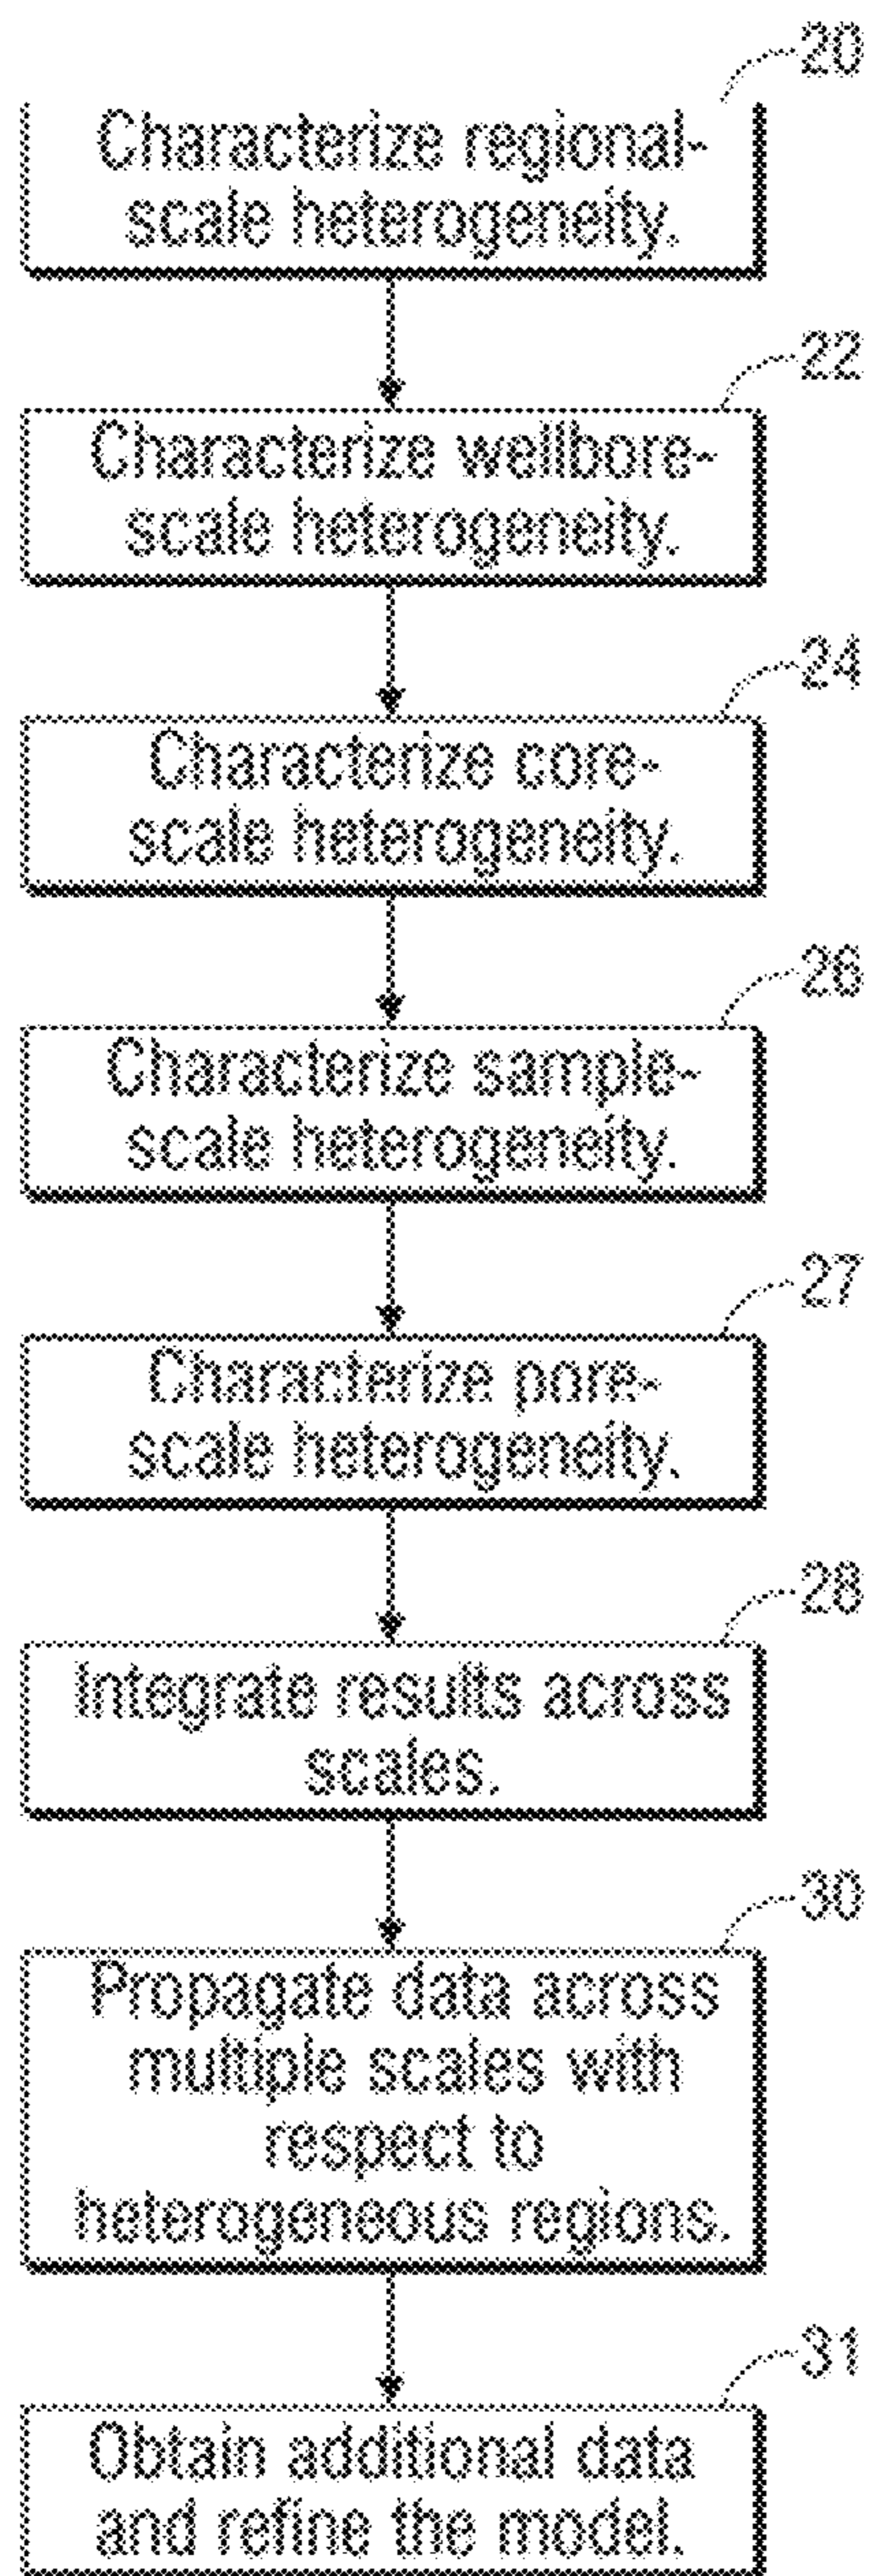 20
Characterize regional-
scale heterogeneity.
22
Characterize wellbore-
scale heterogeneity.
24
Characterize core-
scale heterogeneity.
26
Characterize sample-
scale heterogeneity.
27
Characterize pore-
scale heterogeneity.
28
Integrate results across
scales.
30
Propagate data across
multiple scales with
respect to
heterogeneous regions.
31
Obtain additional data
and refine the model.